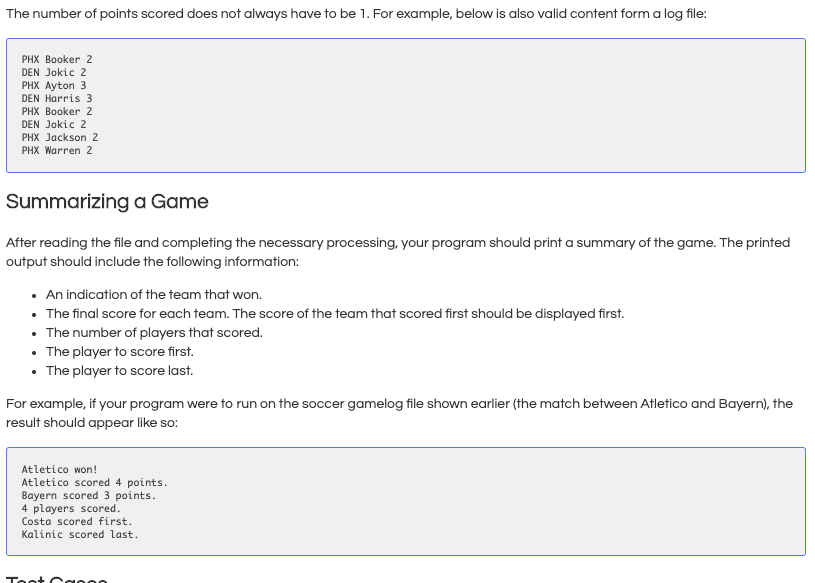 The number of points scored does not always have to be 1. For example, below is also valid content form a log file:
PHX Booker 2
DEN Jokic 2
PHX Ayton 3
DEN Harris 3
PHX Booker 2
DEN Jokic 2
PHX Jackson 2
PHX Warren 2
Summarizing a Game
After reading the file and completing the necessary processing, your program should print a summary of the game. The printed
output should include the following information:
• An indication of the team that won.
• The final score for each team. The score of the team that scored first should be displayed first.
• The number of players that scored.
• The player to score first.
• The player to score last.
For example, if your program were to run on the soccer gamelog file shown earlier (the match between Atletico and Bayern), the
result should appear like so:
Atletico won!
Atletico scored 4 points.
Bayern scored 3 points.
4 players scored.
Costa scored first.
Kalinic scored last.
Test Cases